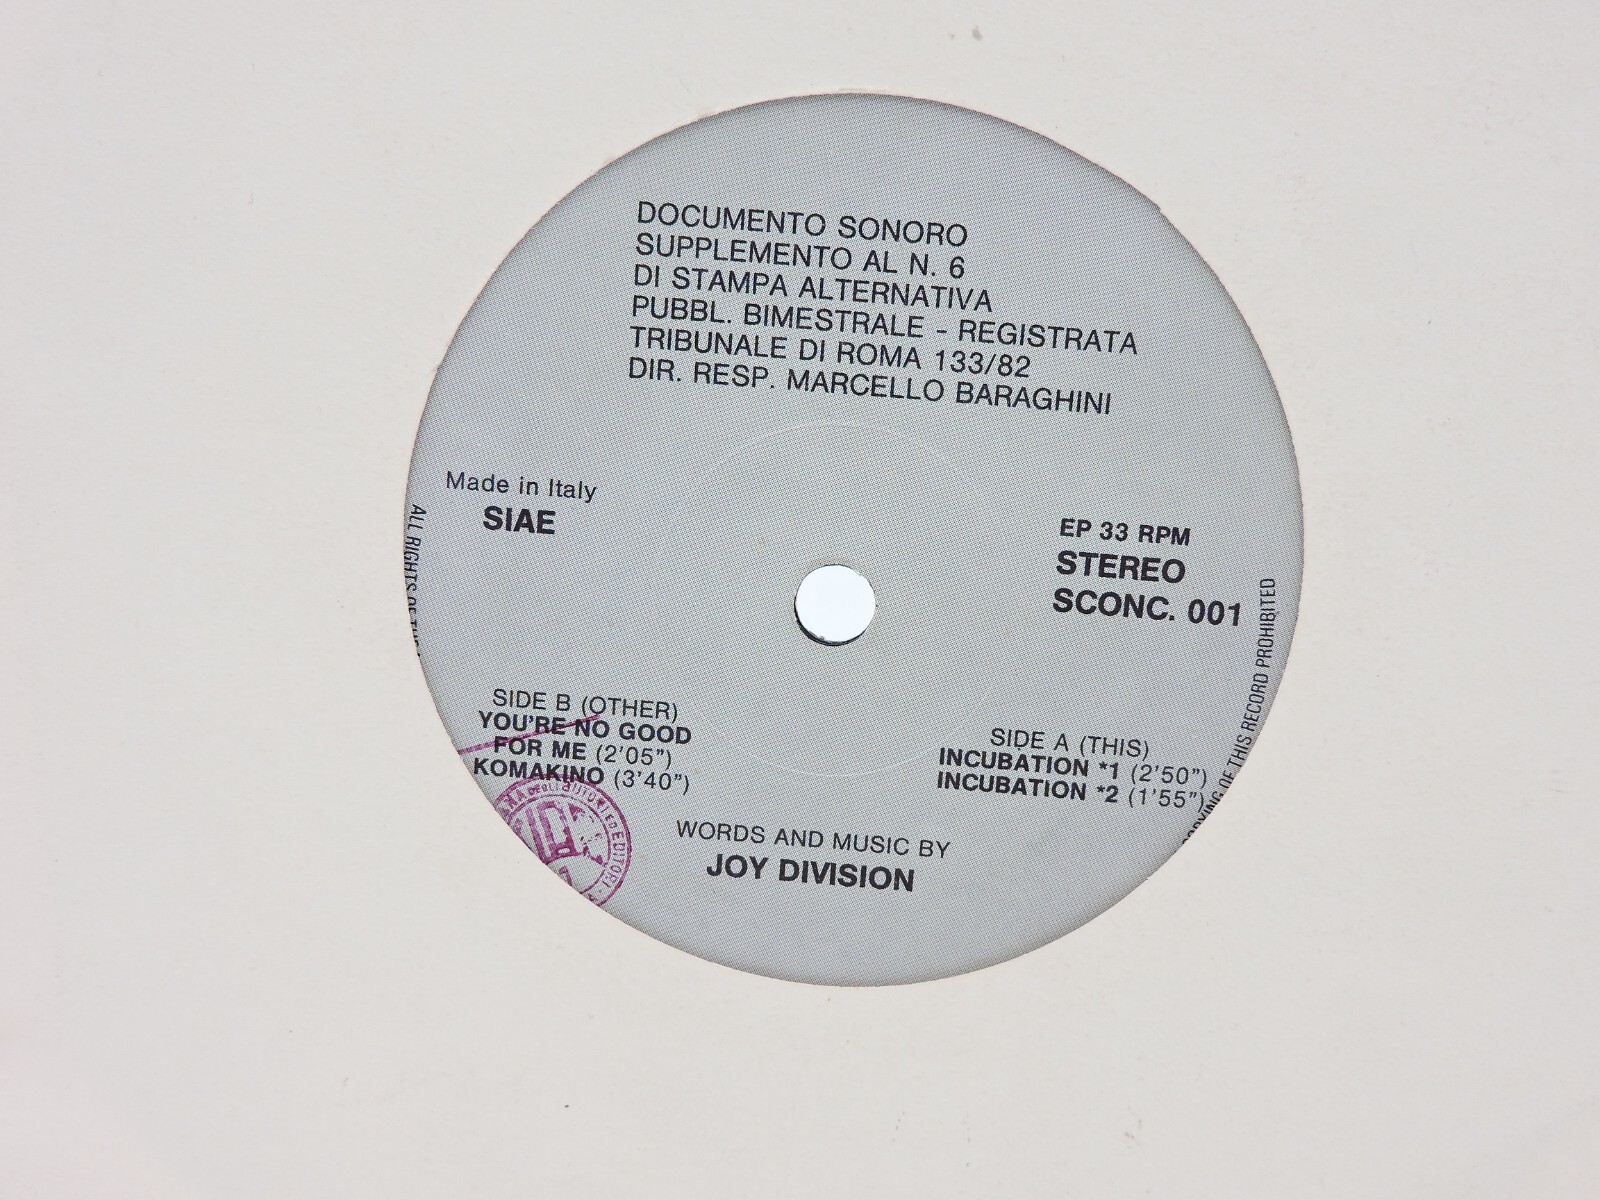 DOCUMENTO SONORO
SUPPLEMENTO AL N. 6
DI STAMPA ALTERNATIVA
PUBBL. BIMESTRALE - REGISTRATA
TRIBUNALE DI ROMA 133/82
DIR. RESP. MARCELLO BARAGHINI
Made in Italy
SIAE
EP 33 RPM
STEREO
SCONC. 001
ALL RIGHTS OF
OF THIS RECORD PROHIBITED
SIDE B (OTHER)
YOU'RE NO GOOD
FOR ME (2'05")
KOMAKINO (3'40")
SIDE A (THIS)
INCUBATION *1 (2'50")
INCUBATION *2 (1'55")
WORDS AND MUSIC BY
JOY DIVISION
EDITORI